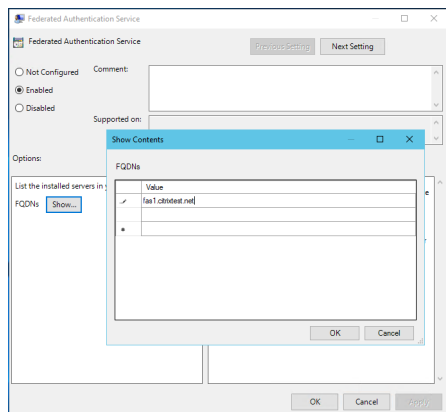 Federated Authentication Service
Federated Authentication Service
Previous Setting
Next Setting
Not Configured
Comment:
Enabled
Disabled
Supported on:
Options:
List the installed servers in y
FQDNs
Show...
Show Contents
FQDNs
Value
fas1.citrixtest.net
OK
Cancel
OK
Cancel
Apply